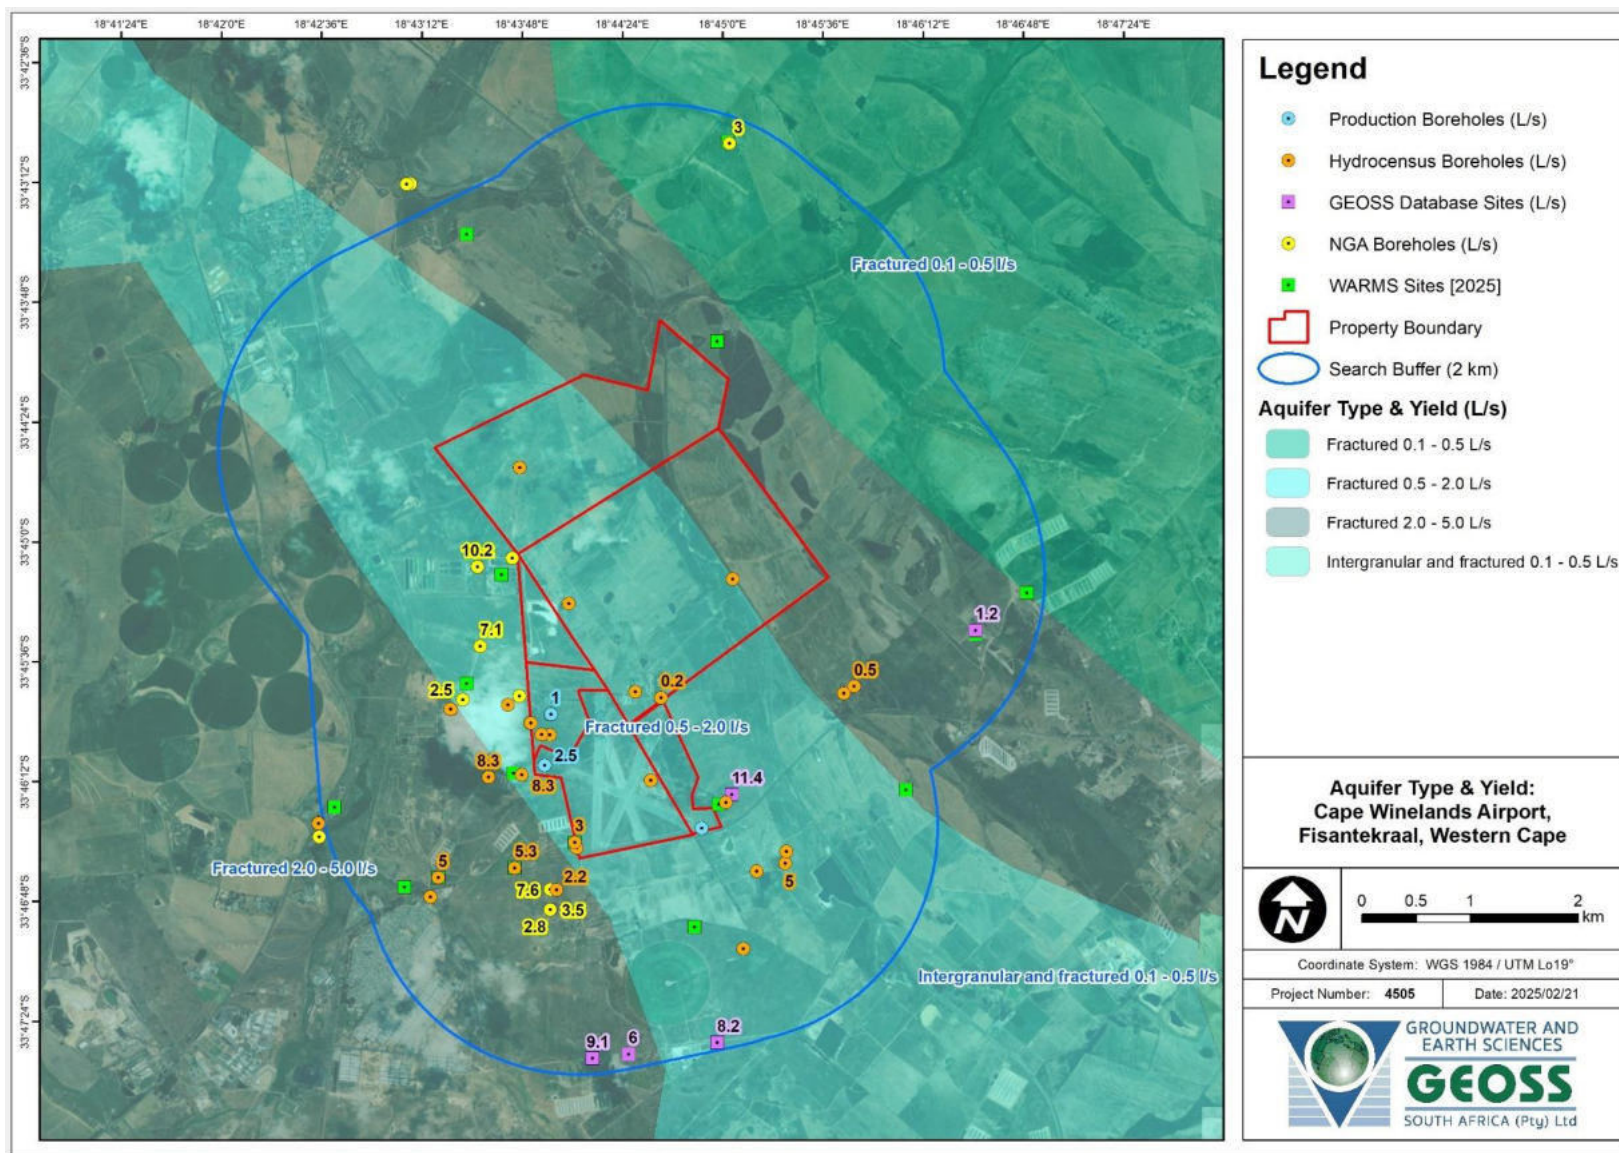 18°41'24"E 18°42'0"E 18°42'36"E 18°43'12"E 18°43'48"E 18°44'24"E 18°45'0"E 18°45'36"E 18°46'12"E 18°46'48"E 18°47'24"E
33°42'36"S
33°43'12"S
33°43'48"S
33°44'24"S
33°45'0"S
33°45'36"S
33°46'12"S
33°46'48"S
33°47'24"S
3
Fractured 0.1 - 0.5 l/s
10.2
1.2
7.1
0.5
0.2
2.5
1
Fractured 0.5 - 2.0 l/s
2.5
8.3
8.3
11.4
3
Fractured 2.0 - 5.0 l/s
5
5.3
5
2.2
7.6
3.5
2.8
Intergranular and fractured 0.1 - 0.5 l/s
9.1
6
8.2
Legend
Production Boreholes (L/s)
Hydrocensus Boreholes (L/s)
GEOSS Database Sites (L/s)
NGA Boreholes (L/s)
WARMS Sites [2025]
Property Boundary
Search Buffer (2 km)
Aquifer Type & Yield (L/s)
Fractured 0.1 - 0.5 L/s
Fractured 0.5 - 2.0 L/s
Fractured 2.0 - 5.0 L/s
Intergranular and fractured 0.1 - 0.5 L/s
Aquifer Type & Yield:
Cape Winelands Airport,
Fisantekraal, Western Cape
N
0 0.5 1 2
km
Coordinate System: WGS 1984 / UTM Lo19°
Project Number: 4505 Date: 2025/02/21
GROUNDWATER AND
EARTH SCIENCES
GEOSS
SOUTH AFRICA (Pty) Ltd